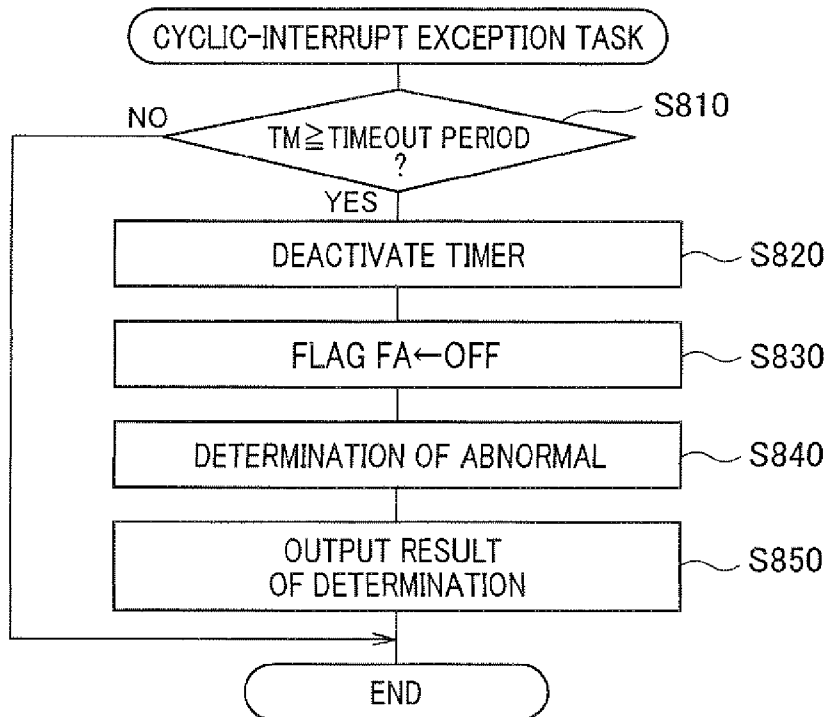 CYCLIC-INTERRUPT EXCEPTION TASK
S810
NO
TM≧TIMEOUT PERIOD
?
YES
DEACTIVATE TIMER
S820
FLAG FA←OFF
S830
DETERMINATION OF ABNORMAL
S840
OUTPUT RESULT
OF DETERMINATION
S850
END